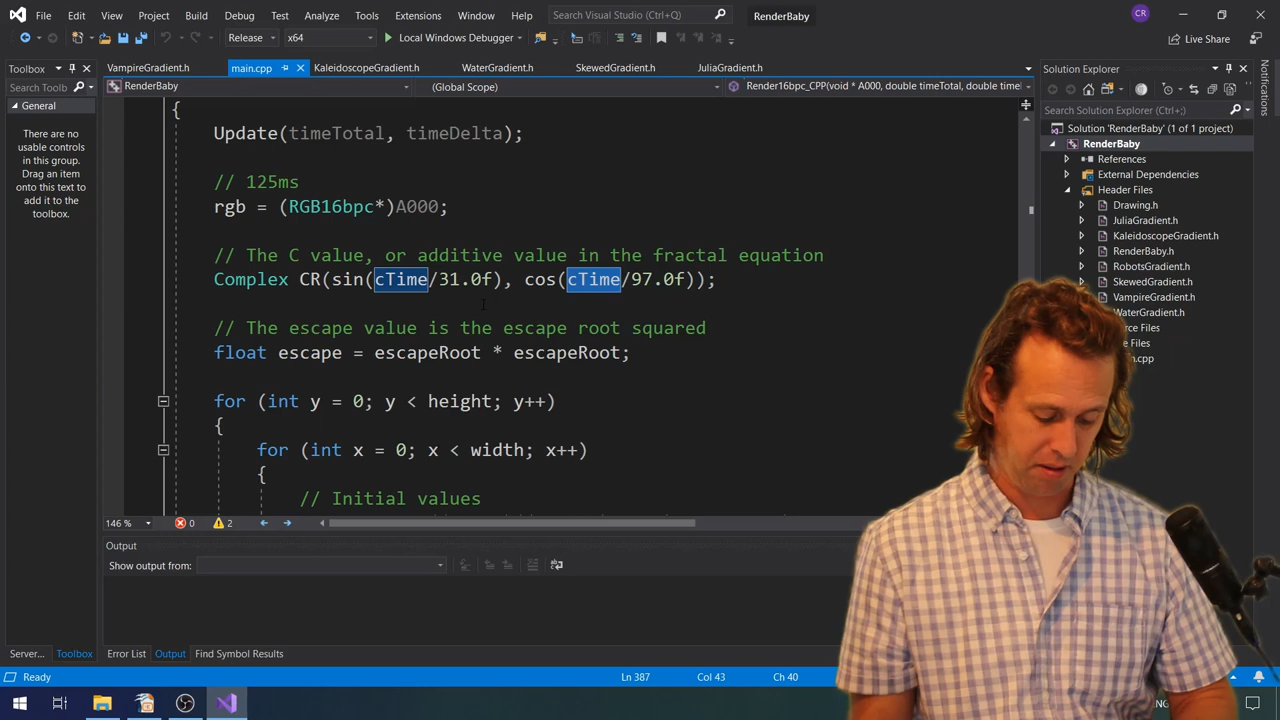 File Edit View Project Build Debug Test Analyze Tools Extensions Window Help Search Visual Studio (Ctrl+Q) RenderBaby CR
Release x64 Local Windows Debugger Live Share
Toolbox
Search Toolb
General
There are no
usable controls
in this group.
Drag an item
onto this text to
add it to the
toolbox.
VampireGradient.h main.cpp KaleidoscopeGradient.h WaterGradient.h SkewedGradient.h JuliaGradient.h
RenderBaby (Global Scope) Render16bpc_CPP(void * A000, double timeTotal, double timel
{
Update(timeTotal, timeDelta);
// 125ms
rgb = (RGB16bpc*)A000;
// The C value, or additive value in the fractal equation
Complex CR(sin(cTime/31.0f), cos(cTime/97.0f));
// The escape value is the escape root squared
float escape = escapeRoot * escapeRoot;
for (int y = 0; y < height; y++)
{
for (int x = 0; x < width; x++)
{
// Initial values
146 % 0 2
Output
Show output from:
Server... Toolbox Error List Output Find Symbol Results
Ready Ln 387 Col 43 Ch 40
Solution Explorer
Search Solution Explorer (Ctrl+;)
Solution 'RenderBaby' (1 of 1 project)
RenderBaby
References
External Dependencies
Header Files
Drawing.h
JuliaGradient.h
KaleidoscopeGradient.h
RenderBaby.h
RobotsGradient.h
SkewedGradient.h
VampireGradient.h
WaterGradient.h
rce Files
Files
n.cpp
Notifications